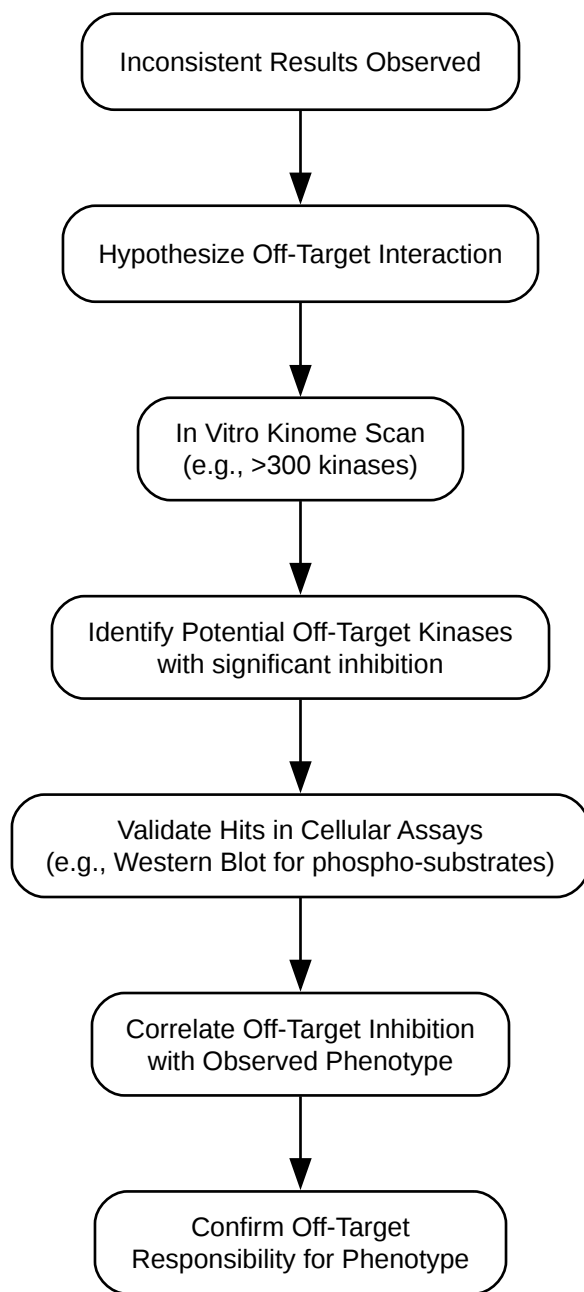 Inconsistent Results Observed
Hypothesize Off-Target Interaction
In Vitro Kinome Scan
(e.g., >300 kinases)
Identify Potential Off-Target Kinases
with significant inhibition
Validate Hits in Cellular Assays
(e.g., Western Blot for phospho-substrates)
Correlate Off-Target Inhibition
with Observed Phenotype
Confirm Off-Target
Responsibility for Phenotype